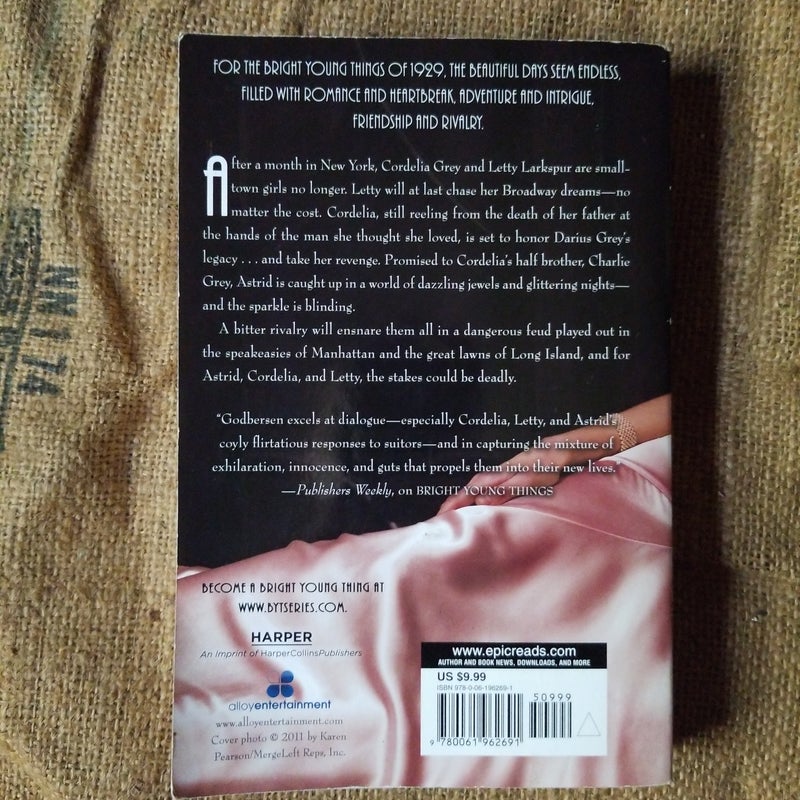 FOR THE BRIGHT YOUNG THINGS OF 1929, THE BEAUTIFUL DAYS SEEM ENDLESS,
FILLED WITH ROMANCE AND HEARTBREAK, ADVENTURE AND INTRIGUE,
FRIENDSHIP AND RIVALRY.
After a month in New York, Cordelia Grey and Letty Larkspur are small-
town girls no longer. Letty will at last chase her Broadway dreams—no
matter the cost. Cordelia, still reeling from the death of her father at
the hands of the man she thought she loved, is set to honor Darius Grey's
legacy . . . and take her revenge. Promised to Cordelia's half brother, Charlie
Grey, Astrid is caught up in a world of dazzling jewels and glittering nights—
and the sparkle is blinding.
A bitter rivalry will ensnare them all in a dangerous feud played out in
the speakeasies of Manhattan and the great lawns of Long Island, and for
Astrid, Cordelia, and Letty, the stakes could be deadly.
"Godbersen excels at dialogue—especially Cordelia, Letty, and Astrid's
coyly flirtatious responses to suitors—and in capturing the mixture of
exhilaration, innocence, and guts that propels them into their new lives."
—Publishers Weekly, on BRIGHT YOUNG THINGS
BECOME A BRIGHT YOUNG THING AT
WWW.BYTSERIES.COM.
HARPER
An Imprint of HarperCollinsPublishers
alloyentertainment
www.alloyentertainment.com
Cover photo © 2011 by Karen
Pearson/MergeLeft Reps, Inc.
www.epicreads.com
AUTHOR AND BOOK NEWS, DOWNLOADS, AND MORE
US $9.99
ISBN 978-0-06-196269-1
50999
9 780061 962691
NN 174